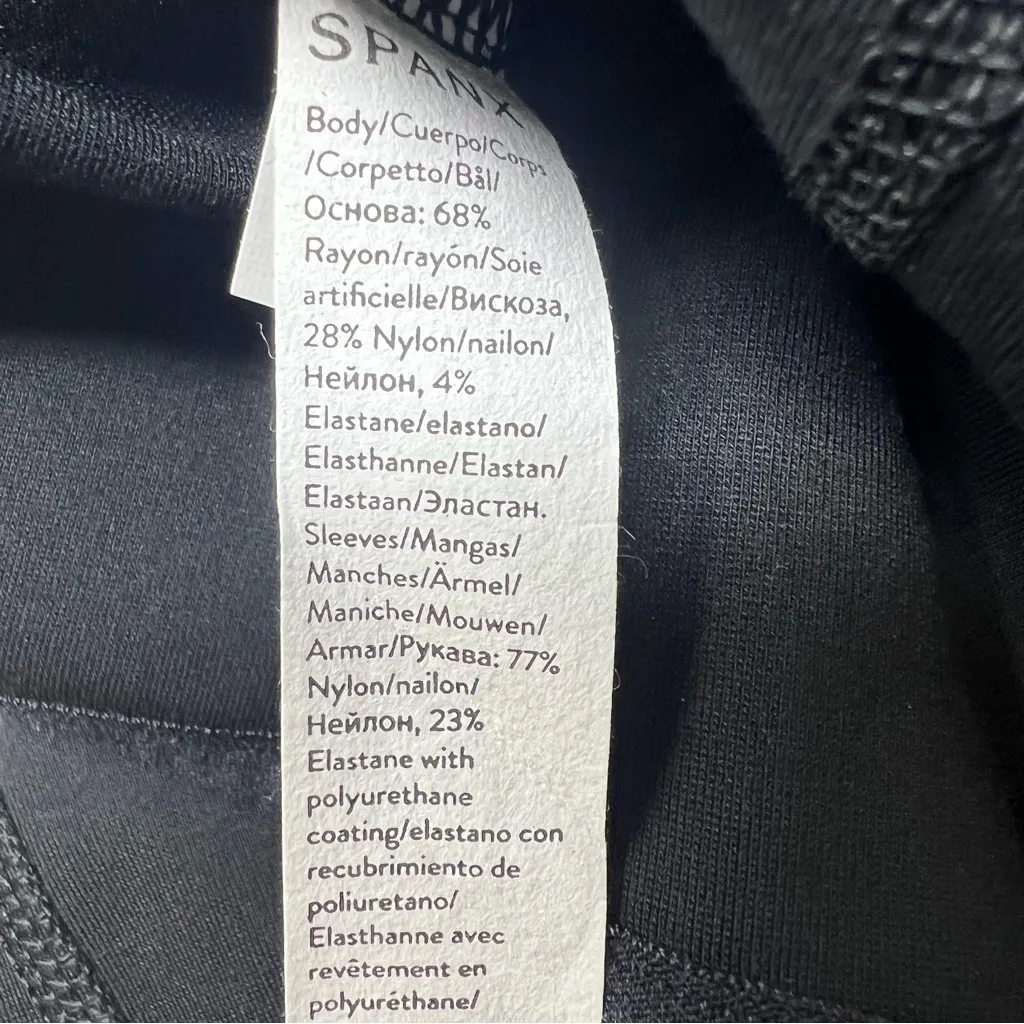 SPANX
Body/Cuerpo/Corps
/Corpetto/Bål/
Основа: 68%
Rayon/rayón/Soie
artificielle/Вискоза,
28% Nylon/nailon/
Нейлон, 4%
Elastane/elastano/
Elasthanne/Elastan/
Elastaan/Эластан.
Sleeves/Mangas/
Manches/Ärmel/
Maniche/Mouwen/
Armar/Рукава: 77%
Nylon/nailon/
Нейлон, 23%
Elastane with
polyurethane
coating/elastano con
recubrimiento de
poliuretano/
Elasthanne avec
revêtement en
polyuréthane/